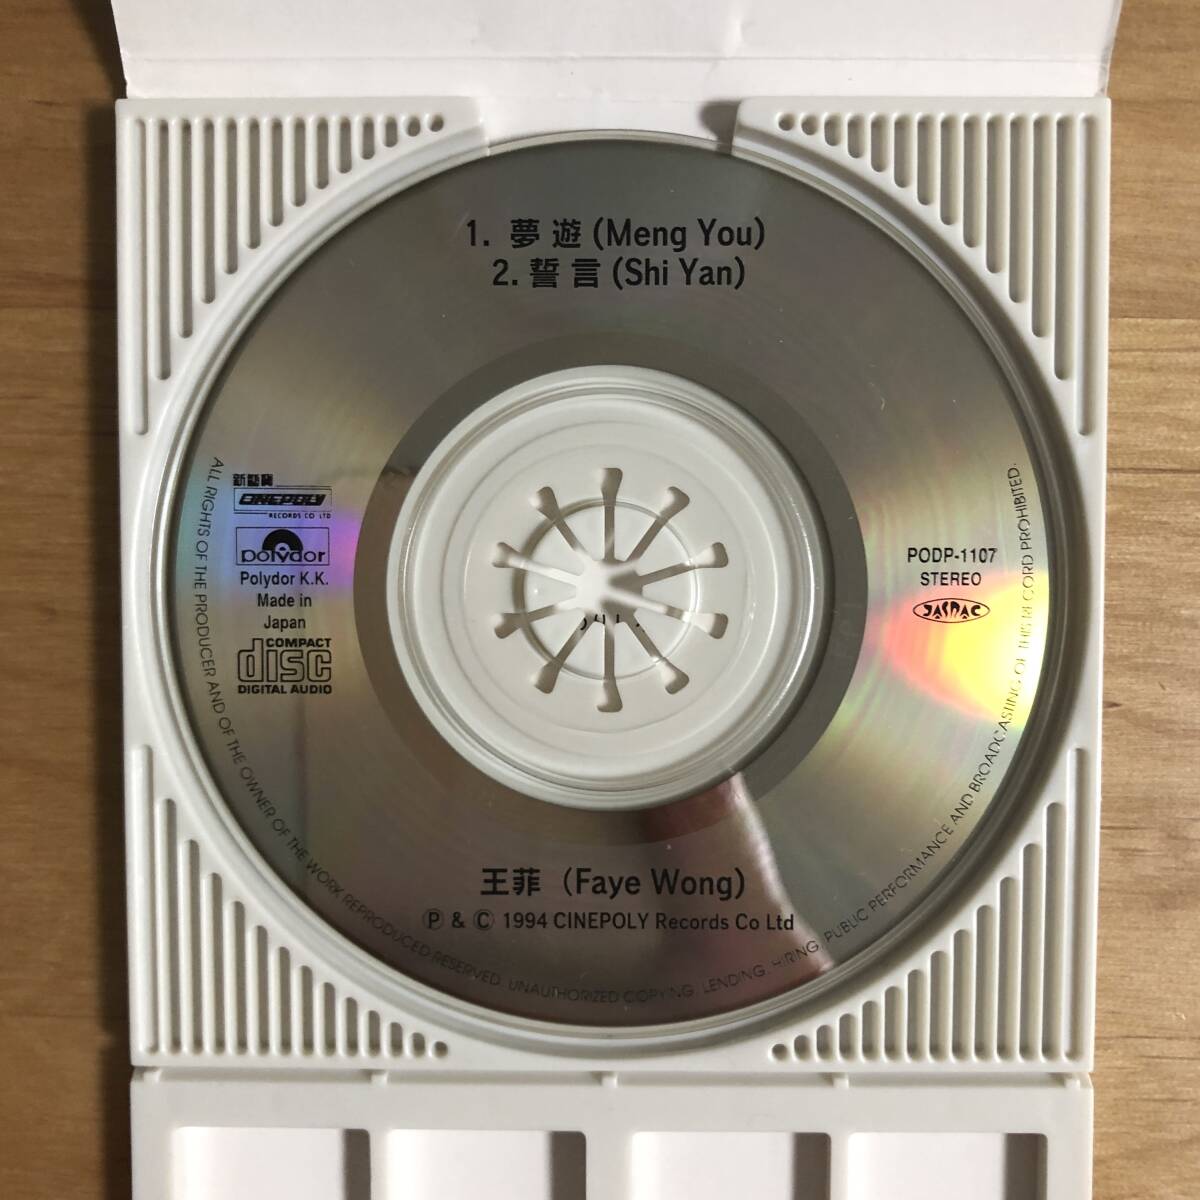 1. 夢遊 (Meng You)
2. 誓言 (Shi Yan)
新藝寶
CINEPOLY
RECORDS CO LTD
polydor
Polydor K.K.
Made in
Japan
COMPACT
disc
DIGITAL AUDIO
PODP-1107
STEREO
JASRAC
王菲 (Faye Wong)
Ⓟ & Ⓒ 1994 CINEPOLY Records Co Ltd
ALL RIGHTS OF THE PRODUCER AND OF THE OWNER OF THE WORK REPRODUCED RESERVED. UNAUTHORIZED COPYING, LENDING, HIRING, PUBLIC PERFORMANCE AND BROADCASTING OF THIS RECORD PROHIBITED.